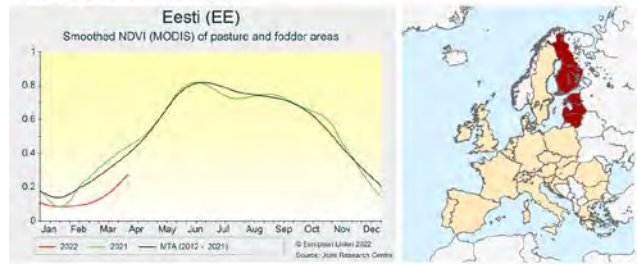 Eesti (EE)
Smoothed NDVI (MODIS) of pasture and fodder areas
1
0.8
0.6
0.4
0.2
0
Jan Feb Mar Apr May Jun Jul Aug Sep Oct Nov Dec
2022 2021 MTA (2012 - 2021)
© European Union 2022
Source: Joint Research Centre